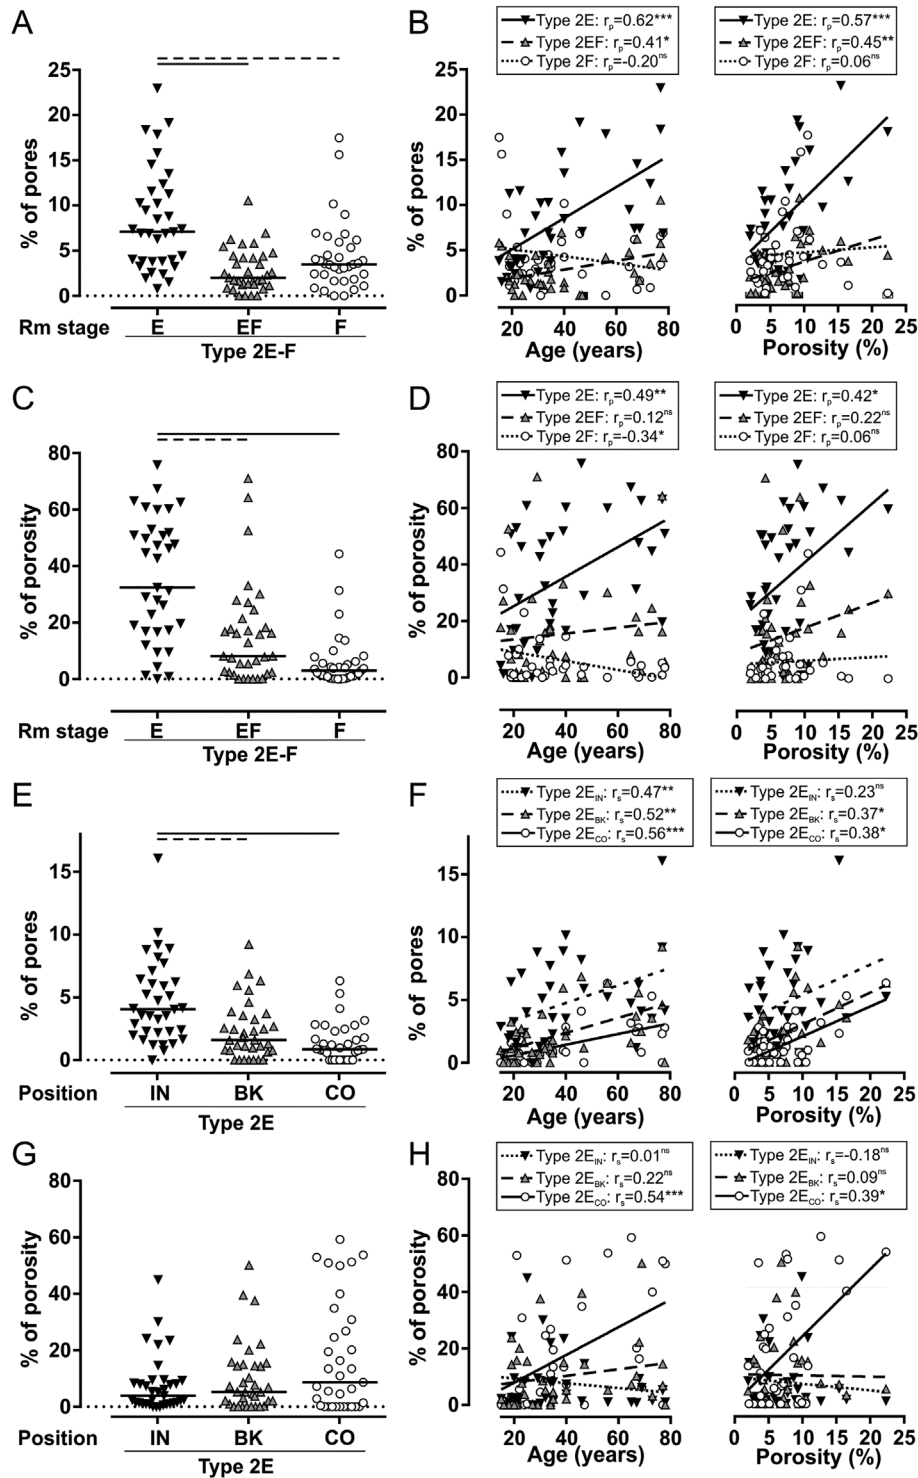 A
% of pores
25
20
15
10
5
0
Rm stage
E EF F
Type 2E-F
B
Type 2E: rp=0.62***
Type 2EF: rp=0.41*
Type 2F: rp=-0.20ns
Type 2E: rp=0.57***
Type 2EF: rp=0.45**
Type 2F: rp=0.06ns
% of pores
25
20
15
10
5
0
20 40 60 80
Age (years)
0 5 10 15 20 25
Porosity (%)
C
% of porosity
80
60
40
20
0
Rm stage
E EF F
Type 2E-F
D
Type 2E: rp=0.49**
Type 2EF: rp=0.12ns
Type 2F: rp=-0.34*
Type 2E: rp=0.42*
Type 2EF: rp=0.22ns
Type 2F: rp=0.06ns
% of porosity
80
60
40
20
0
20 40 60 80
Age (years)
0 5 10 15 20 25
Porosity (%)
E
% of pores
15
10
5
0
Position
IN BK CO
Type 2E
F
Type 2EIN: rs=0.47**
Type 2EBK: rs=0.52**
Type 2ECO: rs=0.56***
Type 2EIN: rs=0.23ns
Type 2EBK: rs=0.37*
Type 2ECO: rs=0.38*
% of pores
15
10
5
0
20 40 60 80
Age (years)
0 5 10 15 20 25
Porosity (%)
G
% of porosity
80
60
40
20
0
Position
IN BK CO
Type 2E
H
Type 2EIN: rs=0.01ns
Type 2EBK: rs=0.22ns
Type 2ECO: rs=0.54***
Type 2EIN: rs=-0.18ns
Type 2EBK: rs=0.09ns
Type 2ECO: rs=0.39*
% of porosity
80
60
40
20
0
20 40 60 80
Age (years)
0 5 10 15 20 25
Porosity (%)